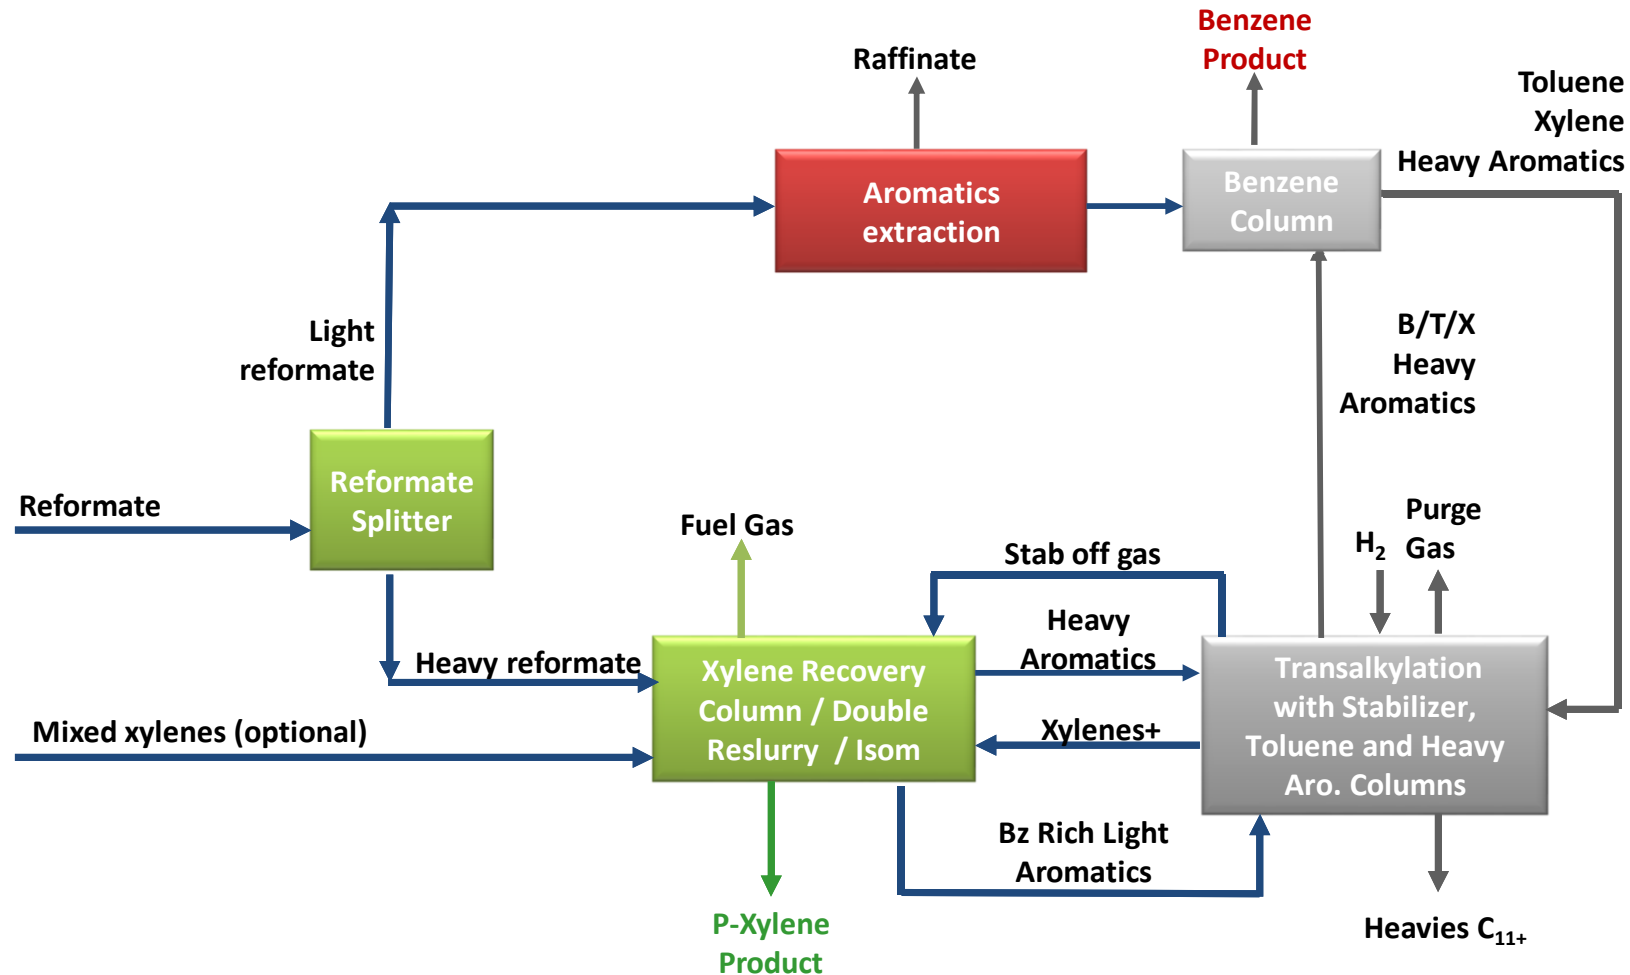 Benzene
Product
Raffinate
Toluene
Xylene
Heavy Aromatics
Aromatics
extraction
Benzene
Column
Light
reformate
B/T/X
Heavy
Aromatics
Reformate
Reformate
Splitter
Fuel Gas
Stab off gas
H₂
Purge
Gas
Heavy
Aromatics
Heavy reformate
Xylene Recovery
Column / Double
Reslurry / Isom
Transalkylation
with Stabilizer,
Toluene and Heavy
Aro. Columns
Mixed xylenes (optional)
Xylenes+
Bz Rich Light
Aromatics
P-Xylene
Product
Heavies C₁₁₊